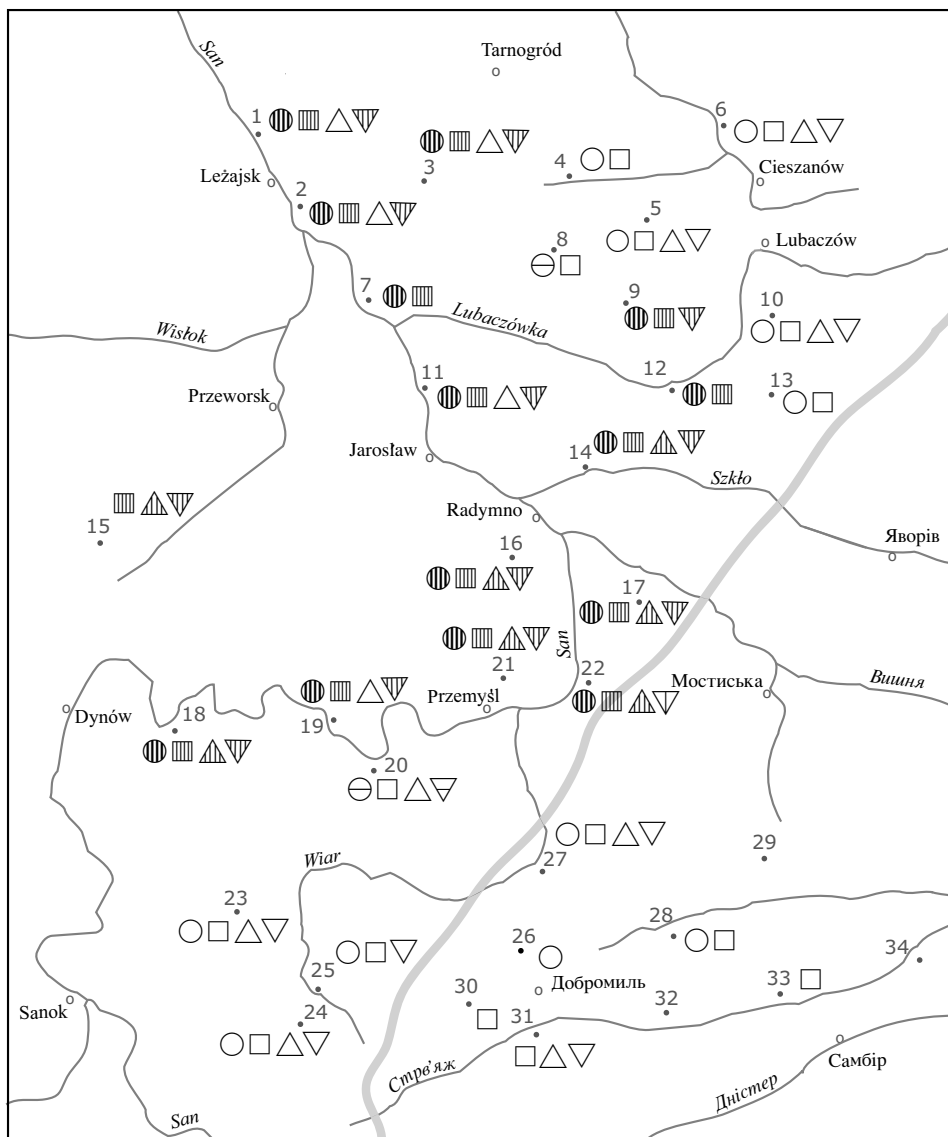 San
Tarnogród
1
6
3
4
Leżajsk
Cieszanów
2
5
8
Lubaczów
7
9
10
Lubaczówka
Wisłok
11
12
13
Przeworsk
14
Jarosław
Szkło
15
Radymno
16
Яворів
17
San
21
22
Мостиська
Вишня
Dynów
18
19
Przemyśl
20
27
29
Wiar
23
28
26
34
25
Добромиль
33
Sanok
30
32
24
31
Самбір
Стрв'яж
Дністер
San